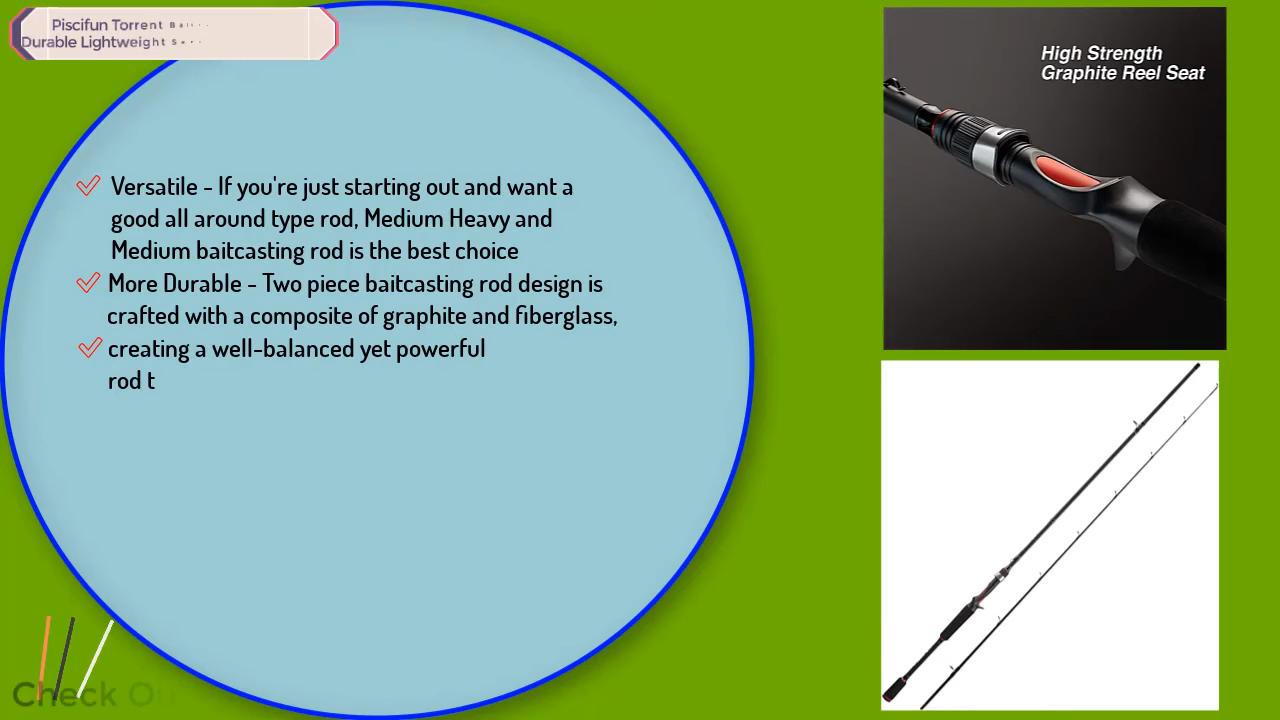 Piscifun Torrent
Durable Lightweight
High Strength
Graphite Reel Seat
Versatile - If you're just starting out and want a
good all around type rod, Medium Heavy and
Medium baitcasting rod is the best choice
More Durable - Two piece baitcasting rod design is
crafted with a composite of graphite and fiberglass,
creating a well-balanced yet powerful
rod t
Check Ou